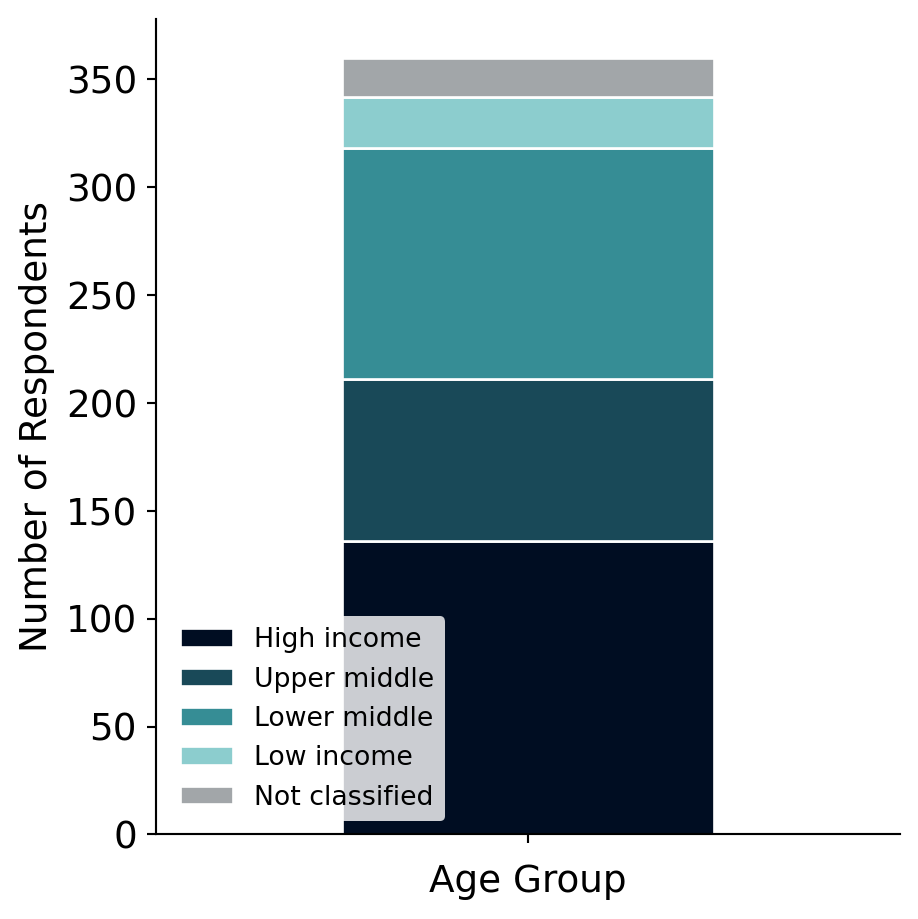 Number of Respondents
350
300
250
200
150
100
50
0
High income
Upper middle
Lower middle
Low income
Not classified
Age Group